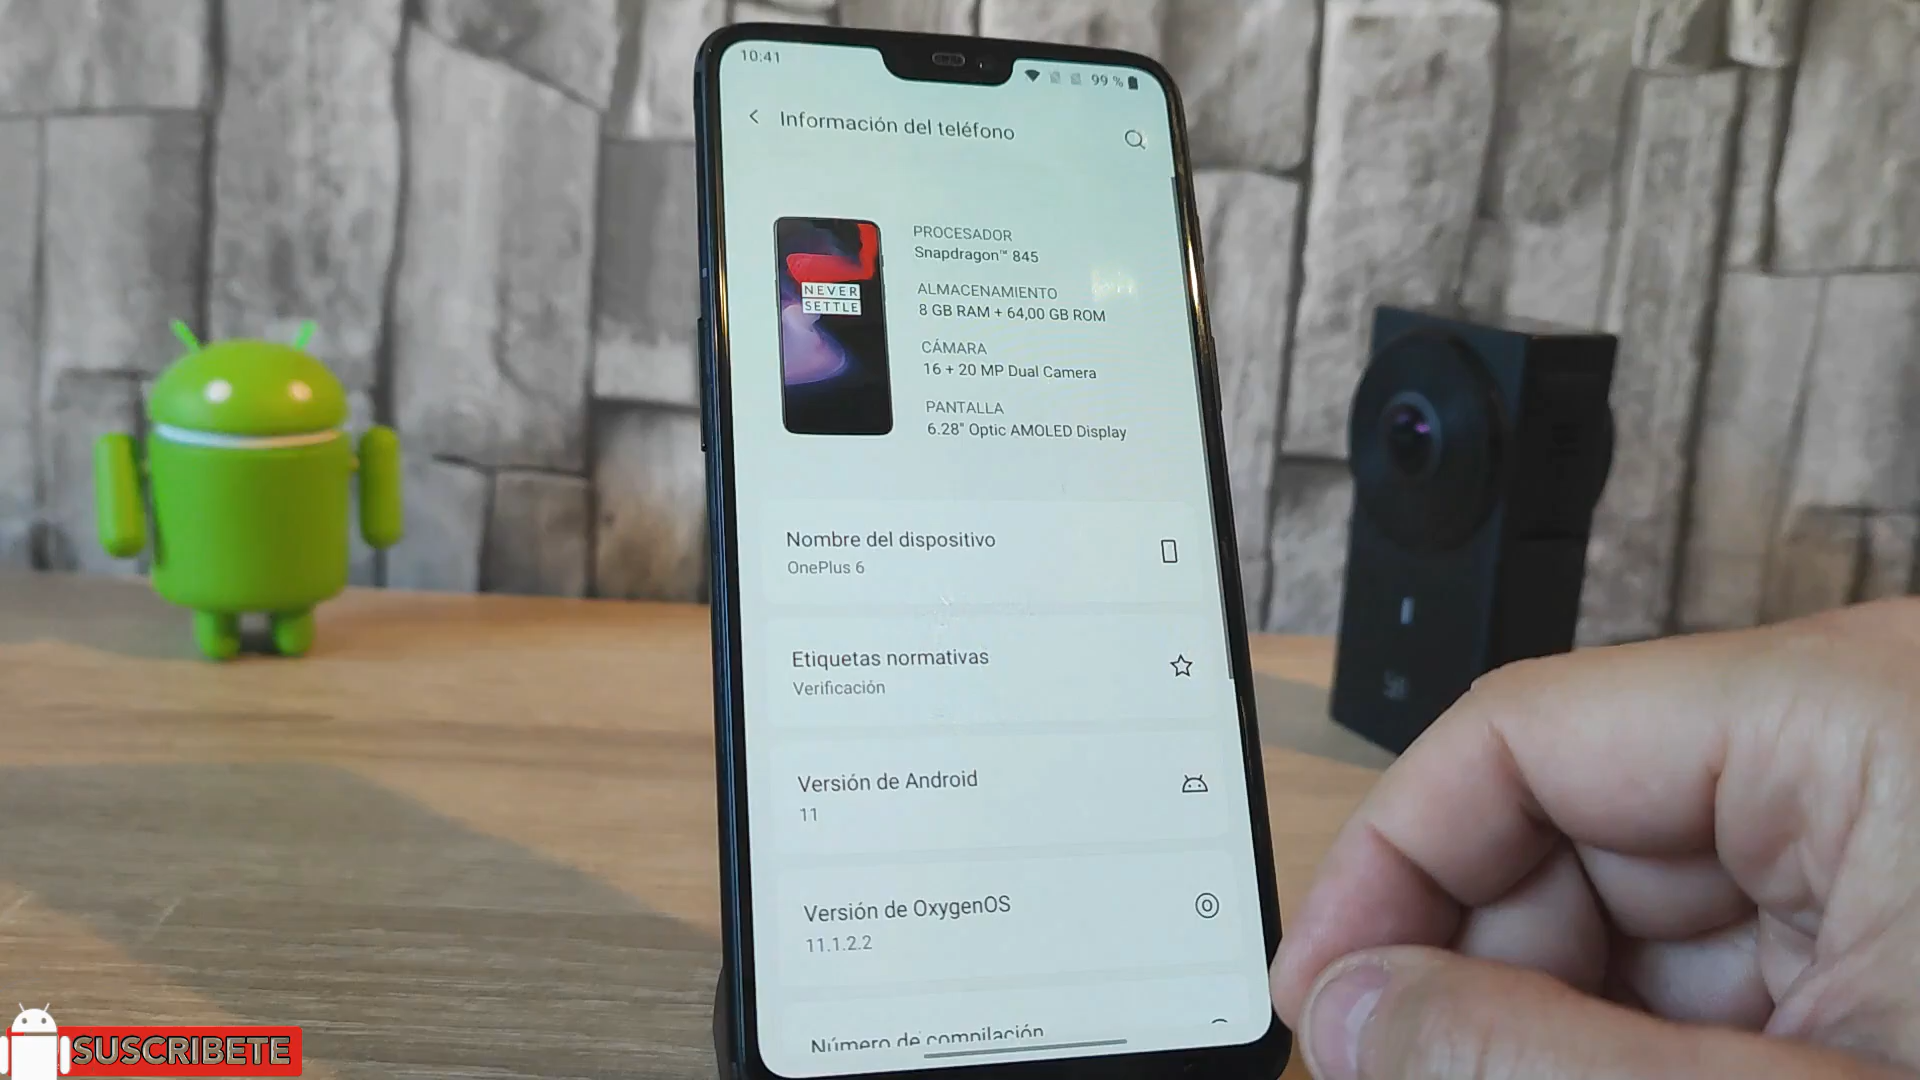 10:41
99 %
Información del teléfono
NEVER
SETTLE
PROCESADOR
Snapdragon™ 845
ALMACENAMIENTO
8 GB RAM + 64,00 GB ROM
CÁMARA
16 + 20 MP Dual Camera
PANTALLA
6.28" Optic AMOLED Display
Nombre del dispositivo
OnePlus 6
Etiquetas normativas
Verificación
Versión de Android
11
Versión de OxygenOS
11.1.2.2
Número de compilación
SUSCRIBETE